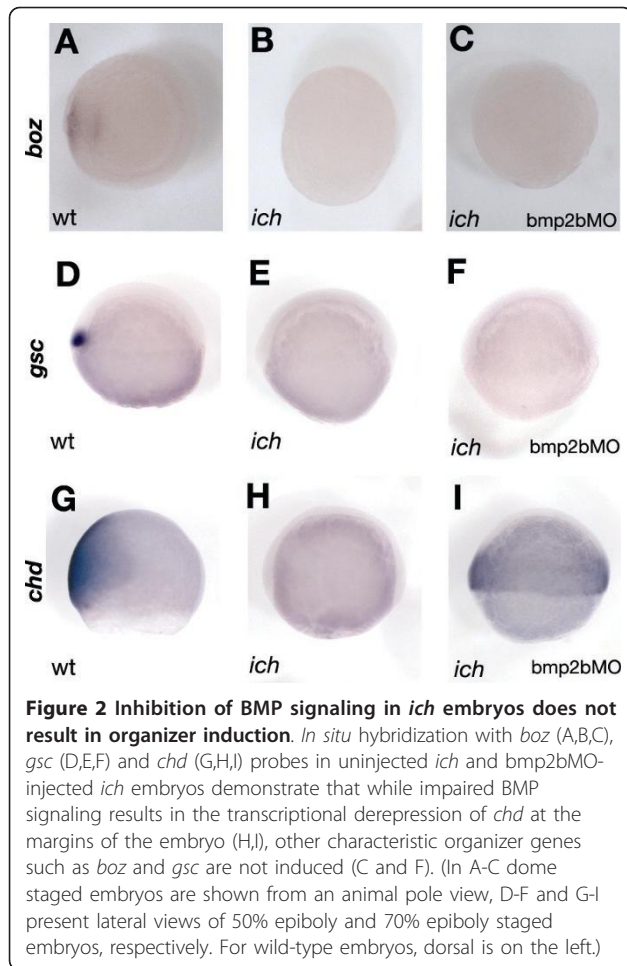 A
B
C
boz
wt
ich
ich bmp2bMO
D
E
F
gsc
wt
ich
ich bmp2bMO
G
H
I
chd
wt
ich
ich bmp2bMO
Figure 2 Inhibition of BMP signaling in ich embryos does not
result in organizer induction. In situ hybridization with boz (A,B,C),
gsc (D,E,F) and chd (G,H,I) probes in uninjected ich and bmp2bMO-
injected ich embryos demonstrate that while impaired BMP
signaling results in the transcriptional derepression of chd at the
margins of the embryo (H,I), other characteristic organizer genes
such as boz and gsc are not induced (C and F). (In A-C dome
staged embryos are shown from an animal pole view, D-F and G-I
present lateral views of 50% epiboly and 70% epiboly staged
embryos, respectively. For wild-type embryos, dorsal is on the left.)